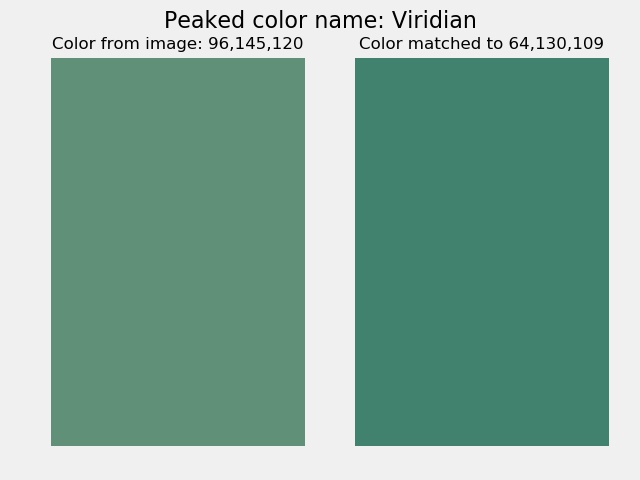 Peaked color name: Viridian
Color from image: 96,145,120
Color matched to 64,130,109